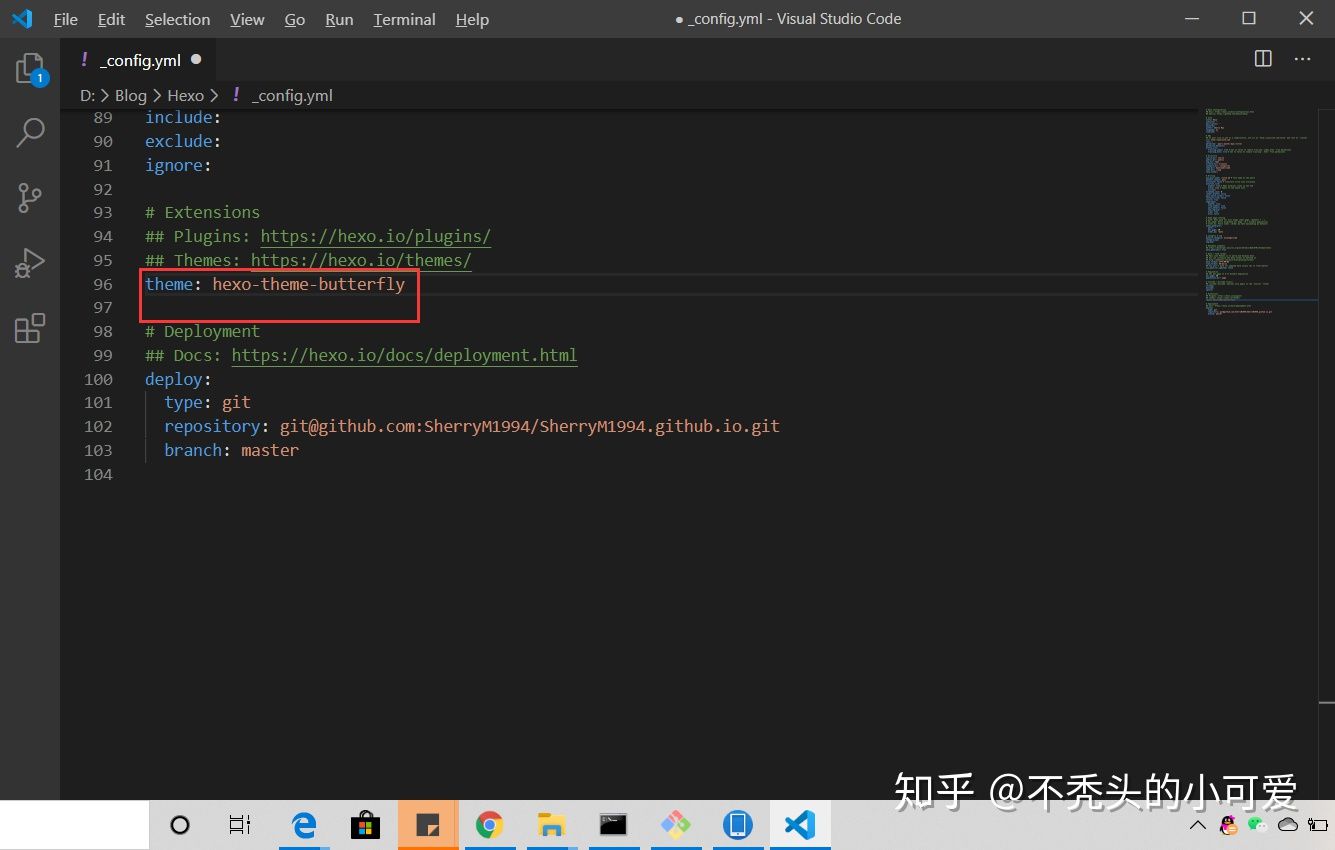 File Edit Selection View Go Run Terminal Help ● _config.yml - Visual Studio Code
! _config.yml ●
1
D: > Blog > Hexo > ! _config.yml
89 include:
90 exclude:
91 ignore:
92
93 # Extensions
94 ## Plugins: https://hexo.io/plugins/
95 ## Themes: https://hexo.io/themes/
96 theme: hexo-theme-butterfly
97
98 # Deployment
99 ## Docs: https://hexo.io/docs/deployment.html
100 deploy:
101 type: git
102 repository: git@github.com:SherryM1994/SherryM1994.github.io.git
103 branch: master
104
知乎 @不秃头的小可爱